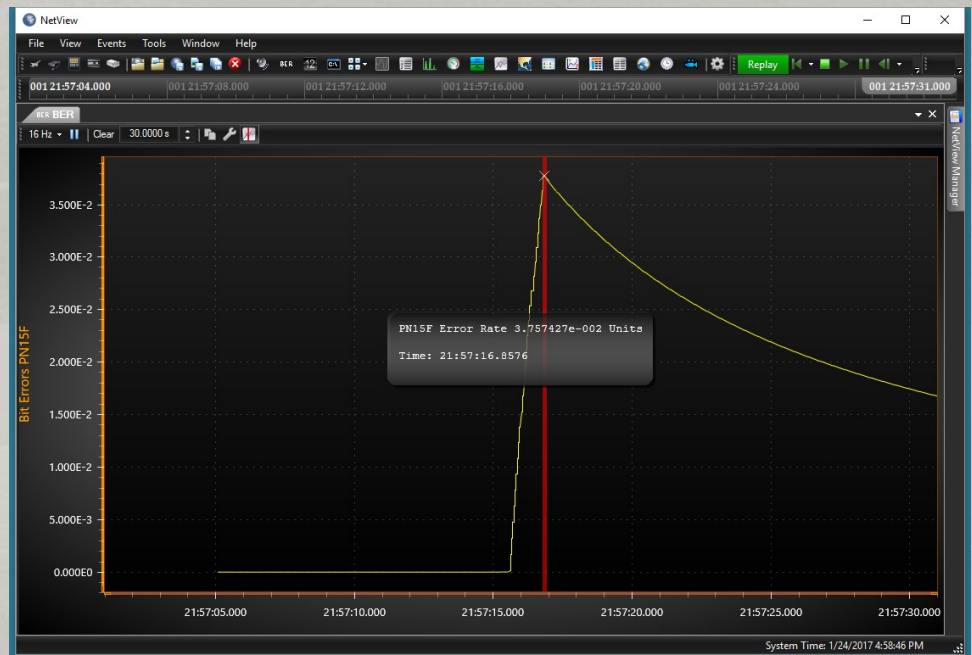 NetView
File View Events Tools Window Help
BER 12 C:\ Replay
001 21:57:04.000 001 21:57:08.000 001 21:57:12.000 001 21:57:16.000 001 21:57:20.000 001 21:57:24.000 001 21:57:31.000
BER BER
16 Hz Clear 30.0000 s
NetView Manager
3.500E-2
3.000E-2
2.500E-2
2.000E-2
1.500E-2
1.000E-2
5.000E-3
0.000E0
Bit Errors PN15F
PN15F Error Rate 3.757427e-002 Units
Time: 21:57:16.8576
21:57:05.000 21:57:10.000 21:57:15.000 21:57:20.000 21:57:25.000 21:57:30.000
System Time: 1/24/2017 4:58:46 PM